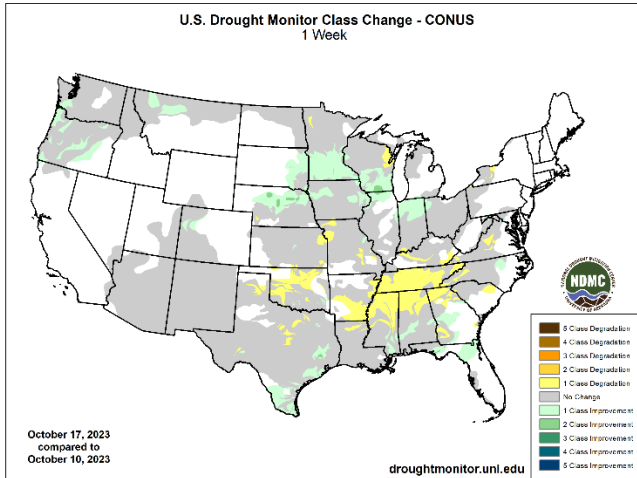 U.S. Drought Monitor Class Change - CONUS
1 Week
NDMC
5 Class Degradation
4 Class Degradation
3 Class Degradation
2 Class Degradation
1 Class Degradation
No Change
1 Class Improvement
2 Class Improvement
3 Class Improvement
4 Class Improvement
5 Class Improvement
October 17, 2023
compared to
October 10, 2023
droughtmonitor.unl.edu